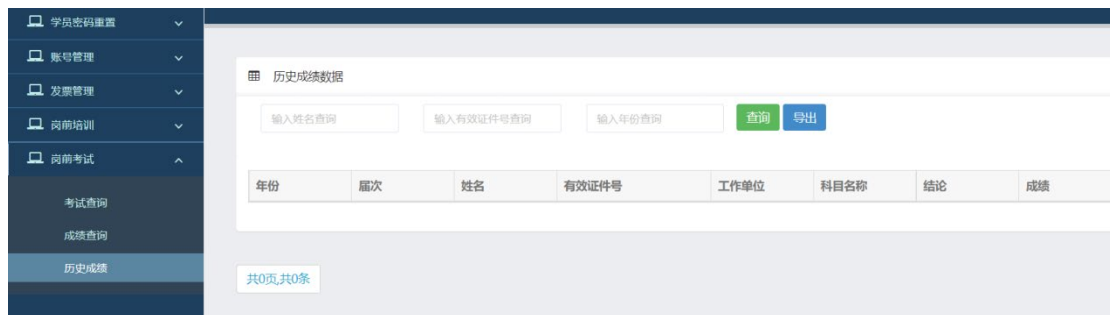 学员密码重置
账号管理
发票管理
岗前培训
岗前考试
考试查询
成绩查询
历史成绩
历史成绩数据
输入姓名查询 输入有效证件号查询 输入年份查询 查询 导出
年份 届次 姓名 有效证件号 工作单位 科目名称 结论 成绩
共0页,共0条